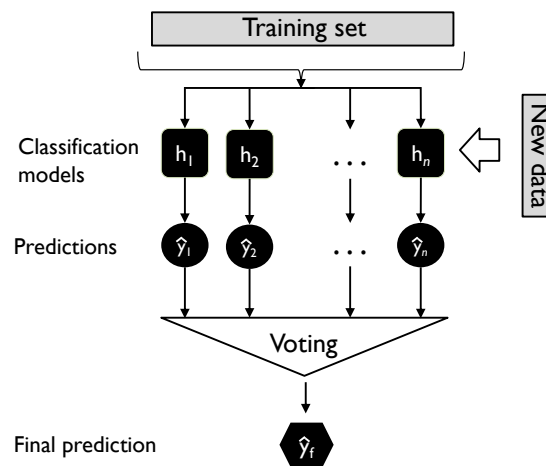 Training set
Classification
models
h1 h2 . . . hn
New data
Predictions
ŷ1 ŷ2 . . . ŷn
Voting
Final prediction
ŷf